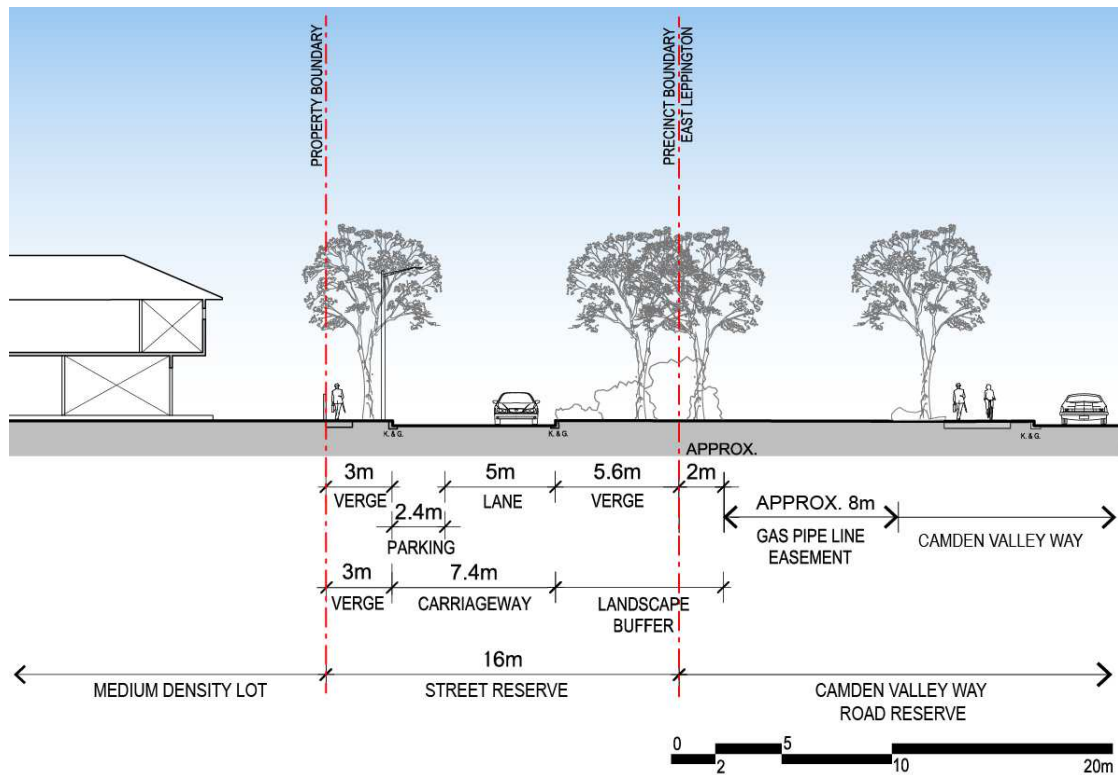 PROPERTY BOUNDARY
PRECINCT BOUNDARY
EAST LEPPINGTON
K. & G.
K. & G.
K. & G.
APPROX.
3m
5m
5.6m
2m
VERGE
LANE
VERGE
2.4m
PARKING
APPROX. 8m
GAS PIPE LINE
EASEMENT
CAMDEN VALLEY WAY
3m
7.4m
VERGE
CARRIAGEWAY
LANDSCAPE
BUFFER
16m
MEDIUM DENSITY LOT
STREET RESERVE
CAMDEN VALLEY WAY
ROAD RESERVE
0
5
2
10
20m